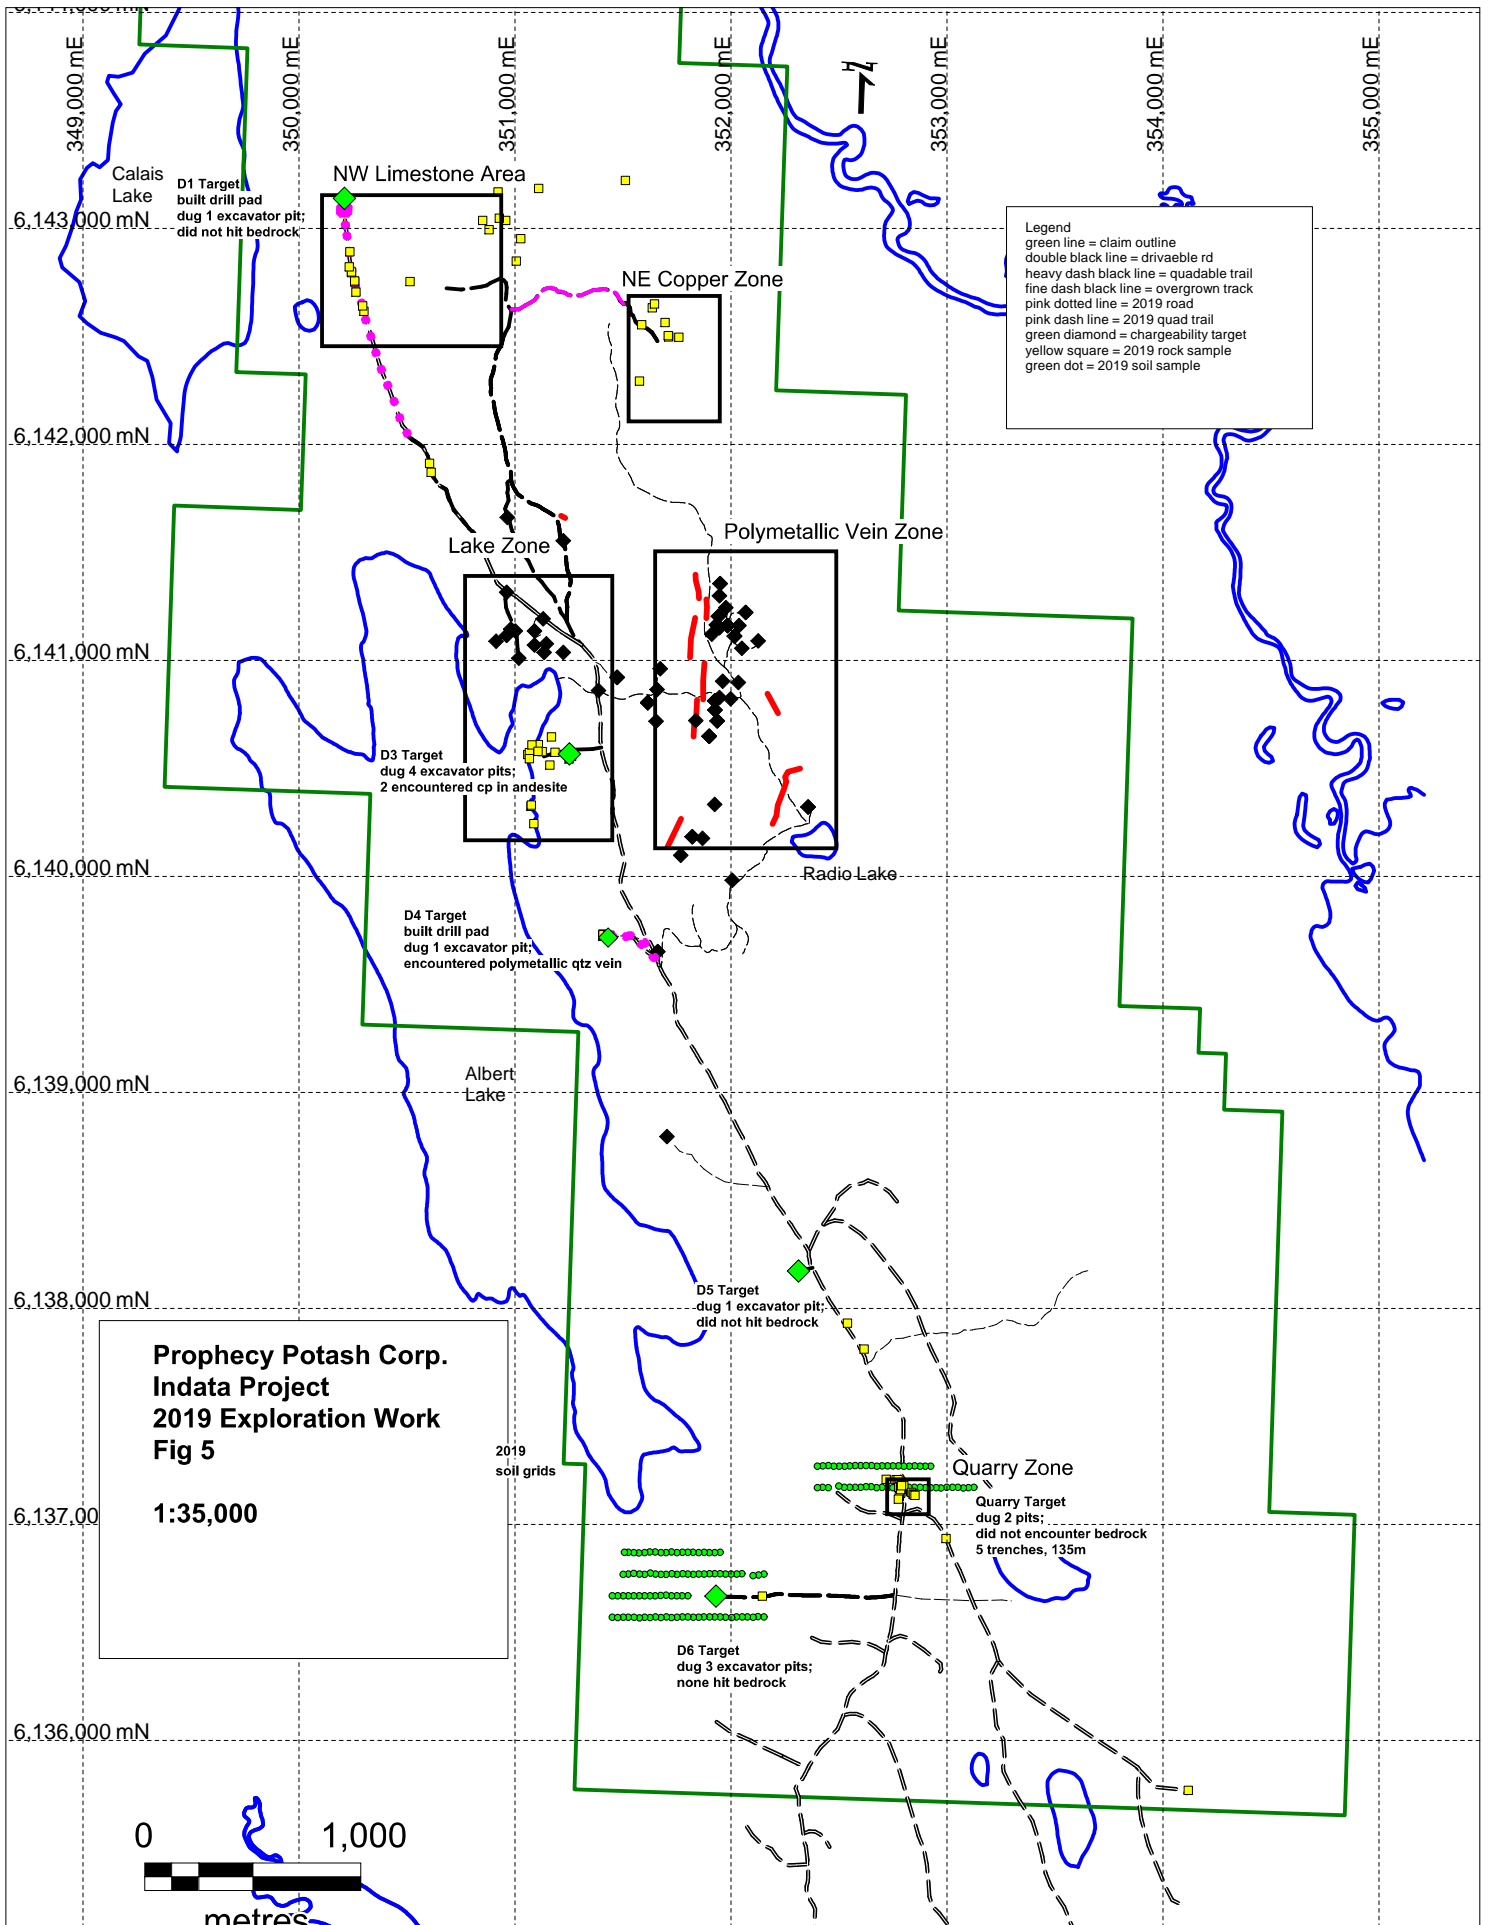 349,000 mE
350,000 mE
351,000 mE
352,000 mE
353,000 mE
354,000 mE
355,000 mE
Calais
Lake
NW Limestone Area
D1 Target
built drill pad
dug 1 excavator pit;
did not hit bedrock
6,143,000 mN
Legend
green line = claim outline
double black line = drivaeble rd
heavy dash black line = quadable trail
fine dash black line = overgrown track
pink dotted line = 2019 road
pink dash line = 2019 quad trail
green diamond = chargeability target
yellow square = 2019 rock sample
green dot = 2019 soil sample
NE Copper Zone
6,142,000 mN
Polymetallic Vein Zone
Lake Zone
6,141,000 mN
D3 Target
dug 4 excavator pits;
2 encountered cp in andesite
6,140,000 mN
Radio Lake
D4 Target
built drill pad
dug 1 excavator pit;
encountered polymetallic qtz vein
Albert
Lake
6,139,000 mN
D5 Target
dug 1 excavator pit;
did not hit bedrock
6,138,000 mN
Prophecy Potash Corp.
Indata Project
2019 Exploration Work
Fig 5
1:35,000
2019
soil grids
Quarry Zone
Quarry Target
dug 2 pits;
did not encounter bedrock
5 trenches, 135m
6,137,00
D6 Target
dug 3 excavator pits;
none hit bedrock
6,136,000 mN
0 1,000
metres